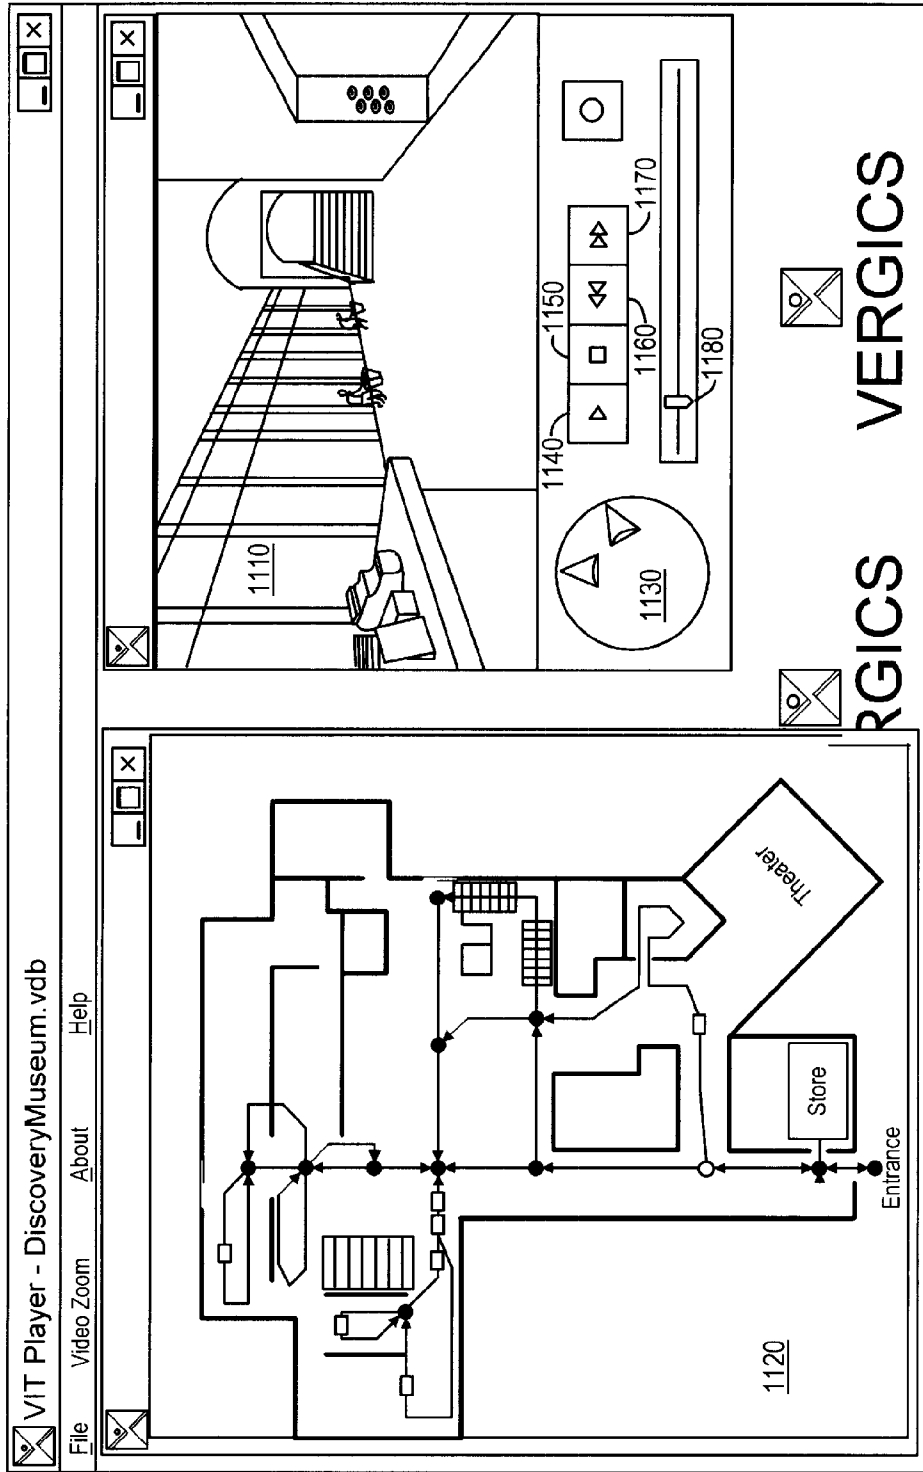 VIT Player - DiscoveryMuseum.vdb
File Video Zoom About Help
Theater
Store
Entrance
1120
1110
1130
1140
1150
1160
1170
1180
RGICS
VERGICS